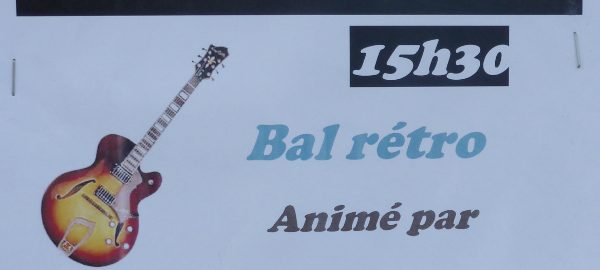 15h30
Bal rétro
Animé par